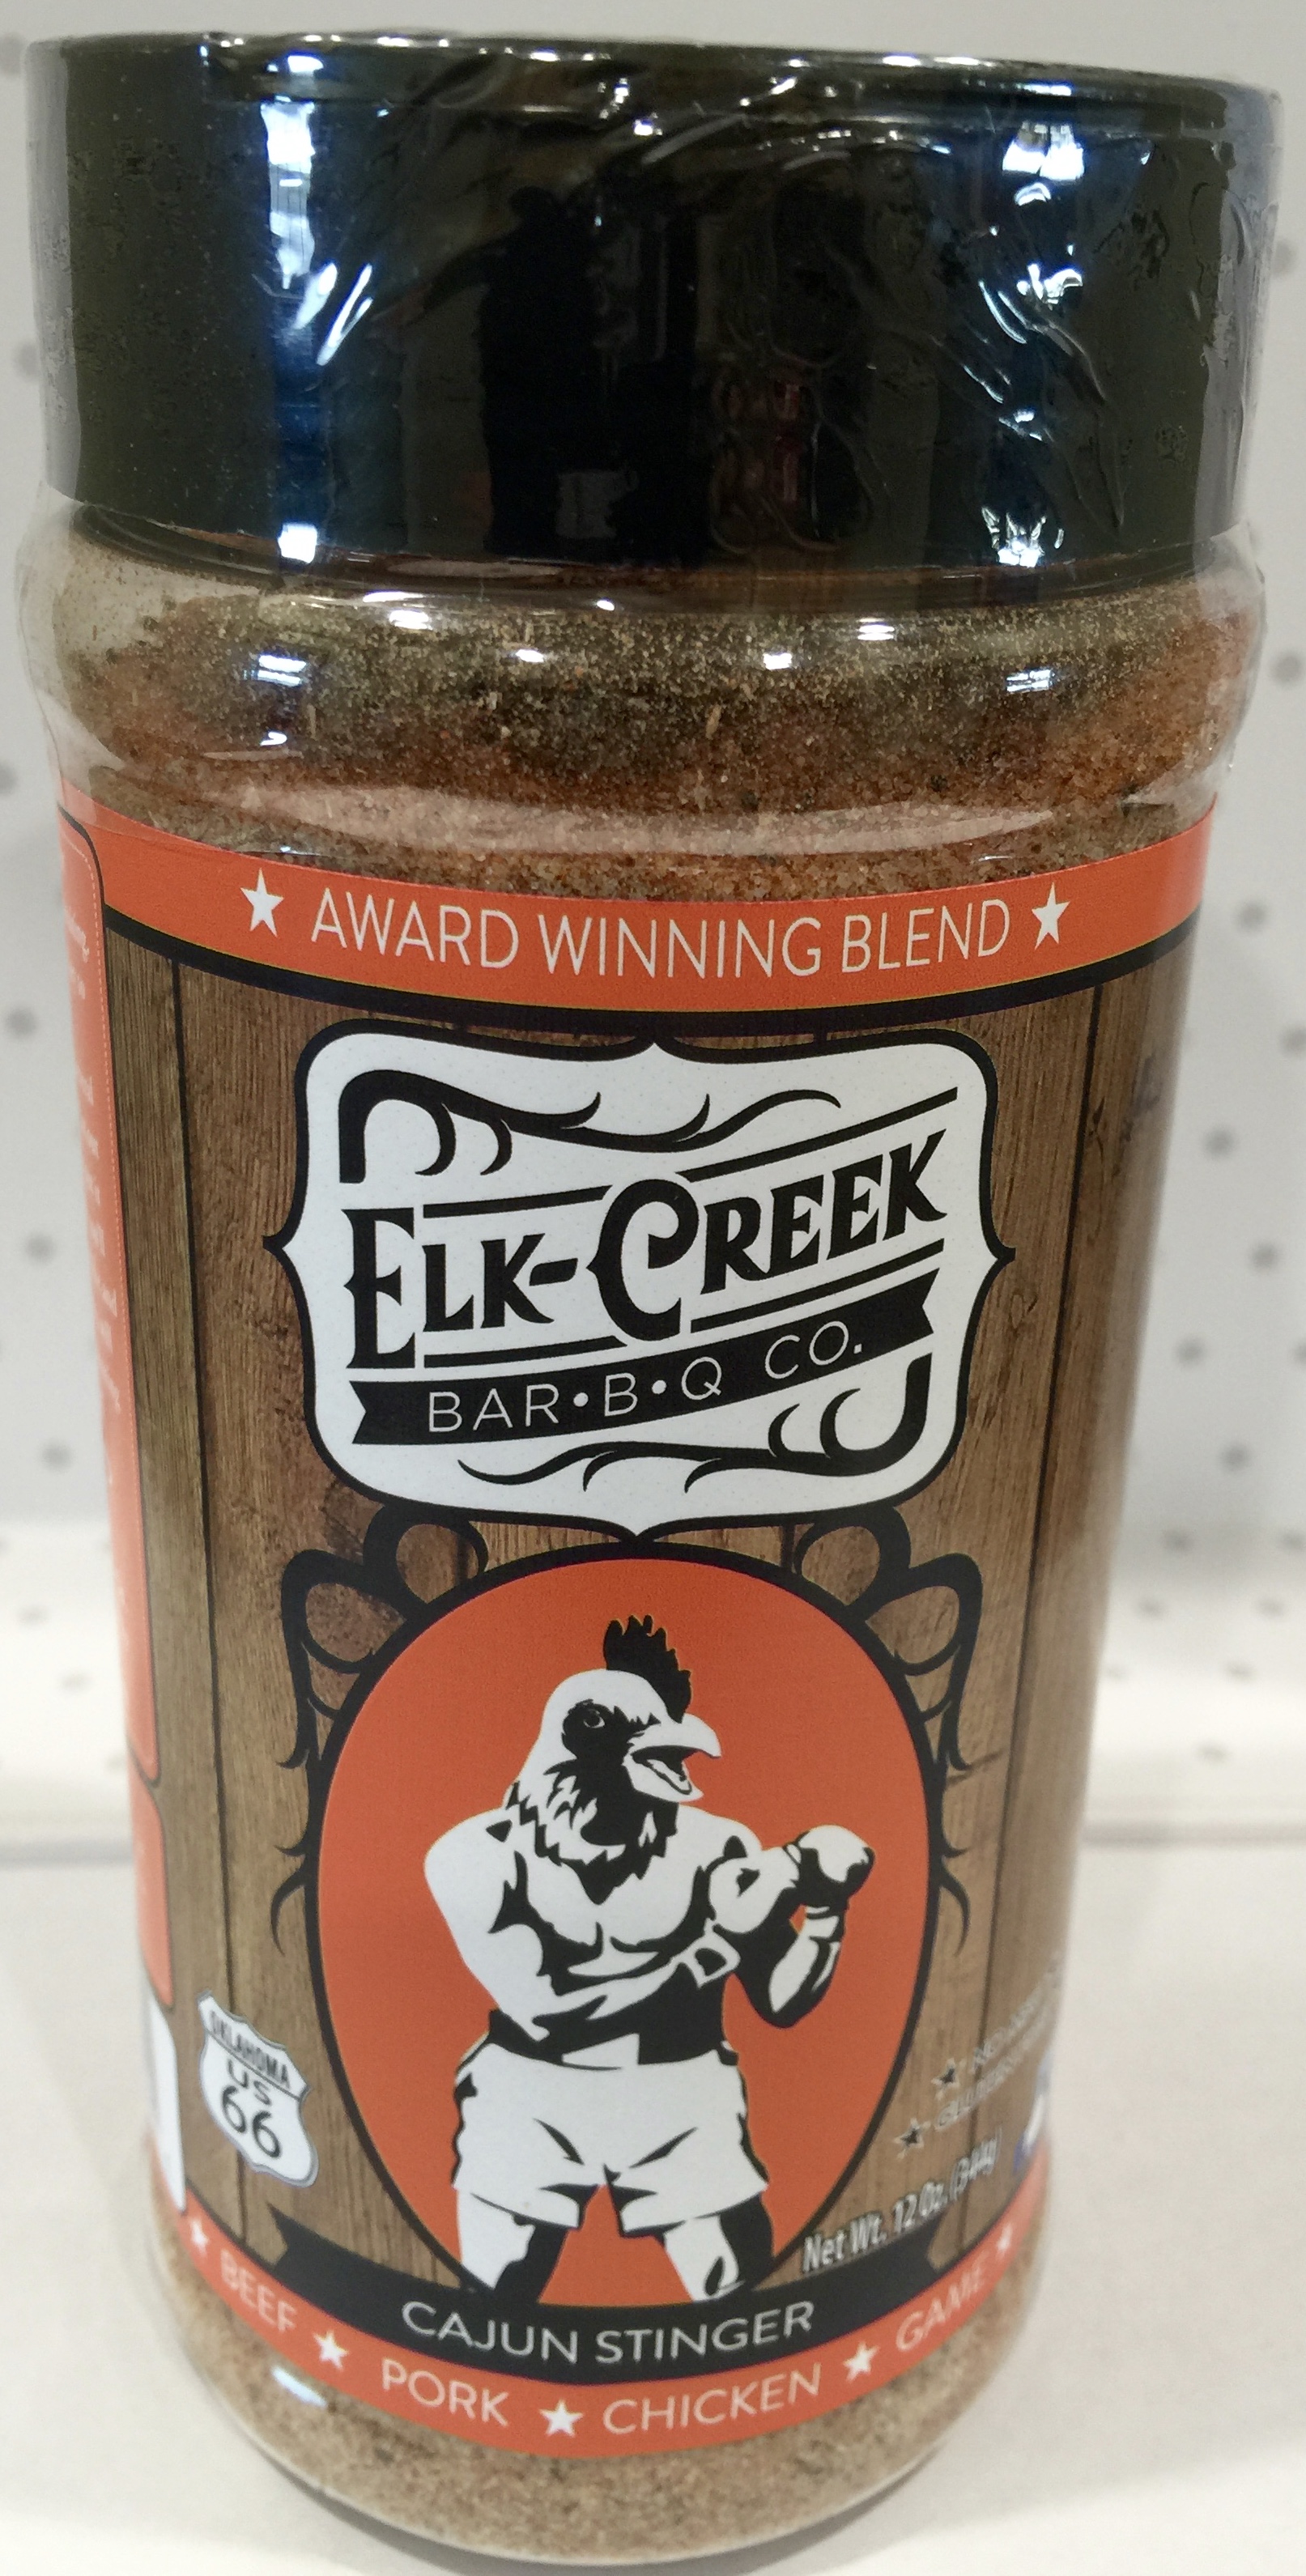 AWARD WINNING BLEND
ELK-CREEK
BAR•B•Q CO.
OKLAHOMA
US
66
Net Wt. 12 Oz. (344g)
CAJUN STINGER
BEEF ★ PORK ★ CHICKEN ★ GAME